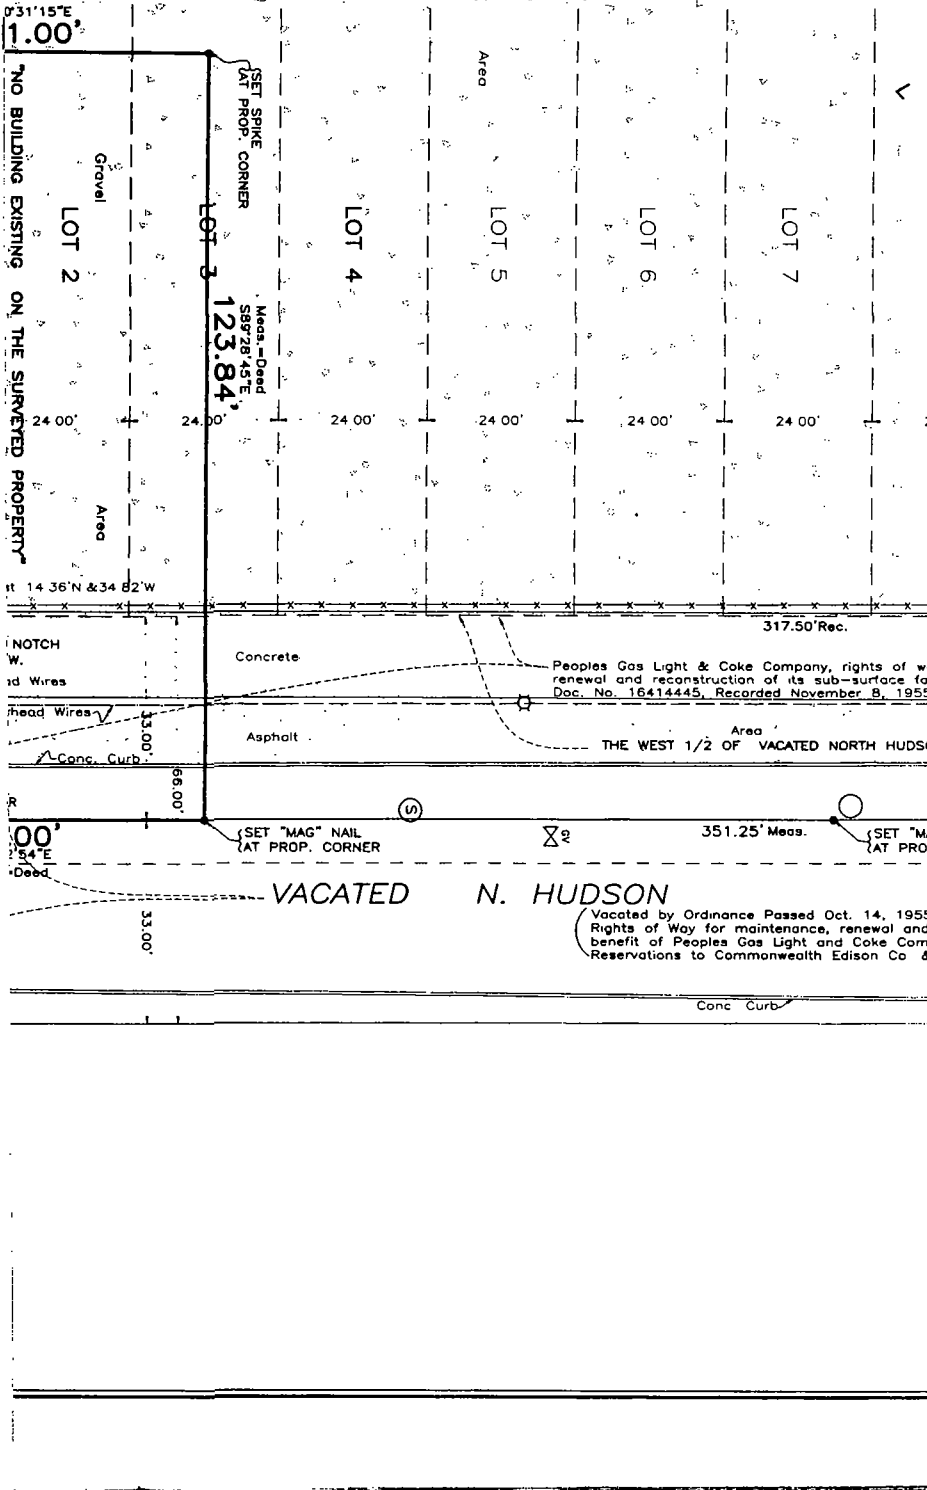 0°31'15"E
1.00'
SET SPIKE
AT PROP. CORNER
Area
"NO BUILDING EXISTING ON THE SURVEYED PROPERTY"
Gravel
Area
LOT 2
LOT 3
LOT 4
LOT 5
LOT 6
LOT 7
Meas.=Deed
S89°28'45"E
123.84'
24 00'
24.00'
24 00'
24 00'
24 00'
24 00'
14 36'N & 34 82'W
317.50' Rec.
NOTCH
W.
Concrete
Wires
head Wires
Peoples Gas Light & Coke Company, rights of w
renewal and reconstruction of its sub-surface fa
Doc. No. 16414445, Recorded November 8, 1955
33.00'
Asphalt
Area
THE WEST 1/2 OF VACATED NORTH HUDS
Conc. Curb
66.00'
R
S
00'
SET "MAG" NAIL
AT PROP. CORNER
351.25' Meas.
SET "M
AT PRO
54"E
=Deed
VACATED N. HUDSON
33.00'
Vacated by Ordinance Passed Oct. 14, 1955
Rights of Way for maintenance, renewal and
benefit of Peoples Gas Light and Coke Com
Reservations to Commonwealth Edison Co &
Conc Curb